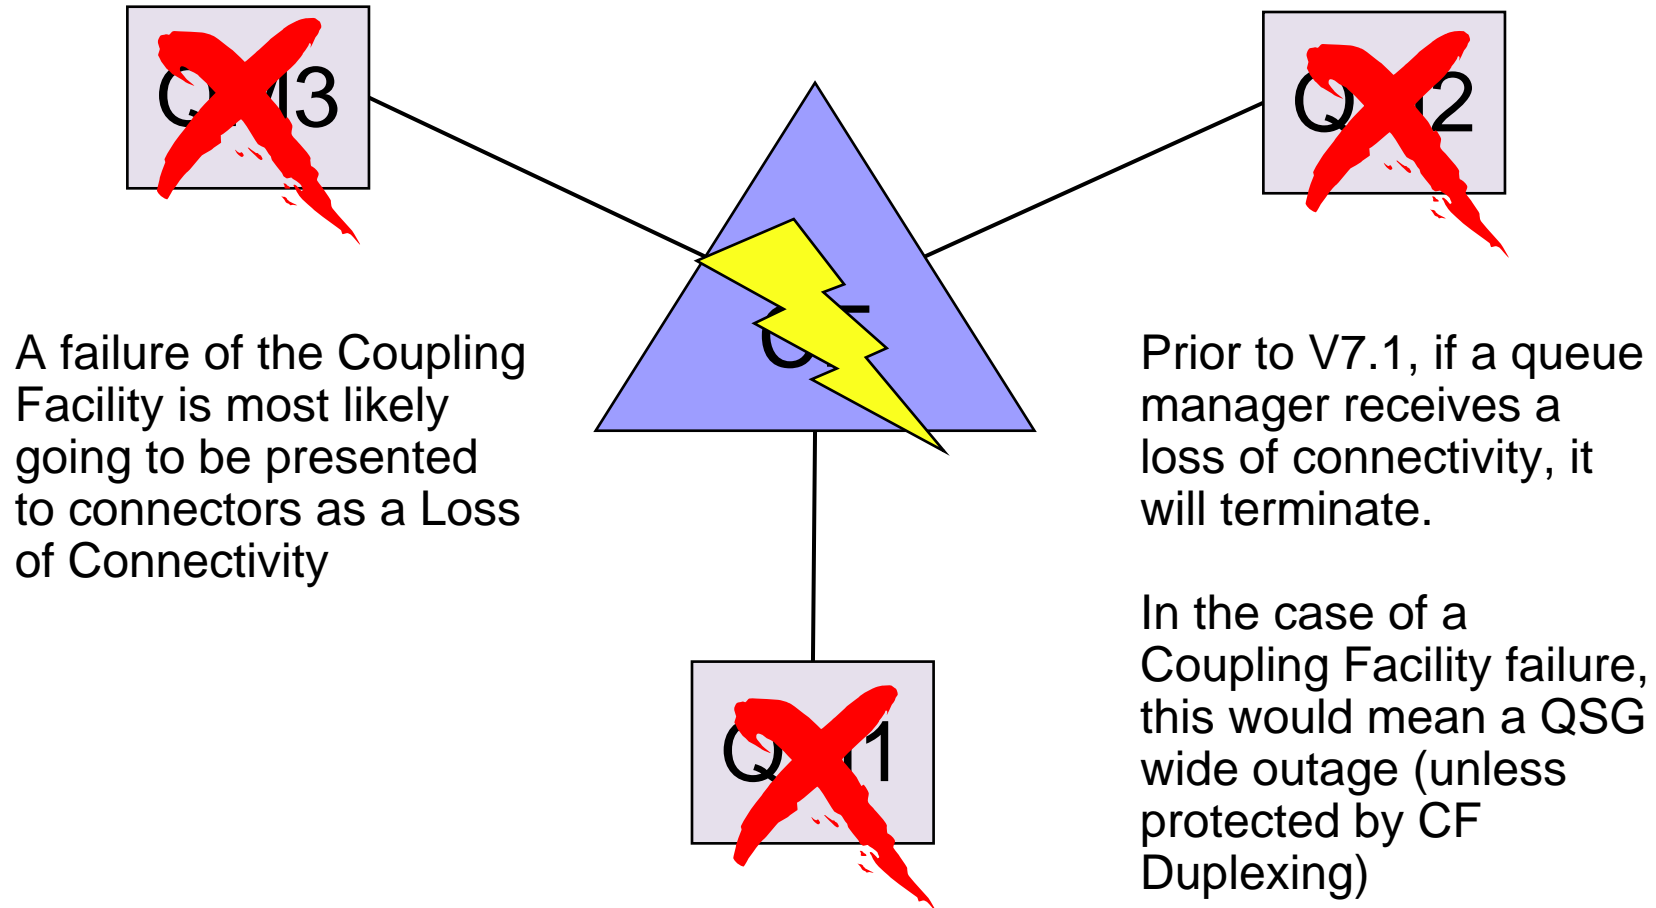 A failure of the Coupling
Facility is most likely
going to be presented
to connectors as a Loss
of Connectivity
Prior to V7.1, if a queue
manager receives a
loss of connectivity, it
will terminate.
In the case of a
Coupling Facility failure,
this would mean a QSG
wide outage (unless
protected by CF
Duplexing)